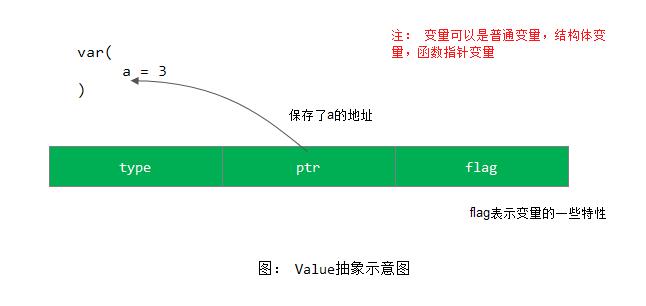 注： 变量可以是普通变量，结构体变
量，函数指针变量
var(
a = 3
)
保存了a的地址
type ptr flag
flag表示变量的一些特性
图： Value抽象示意图